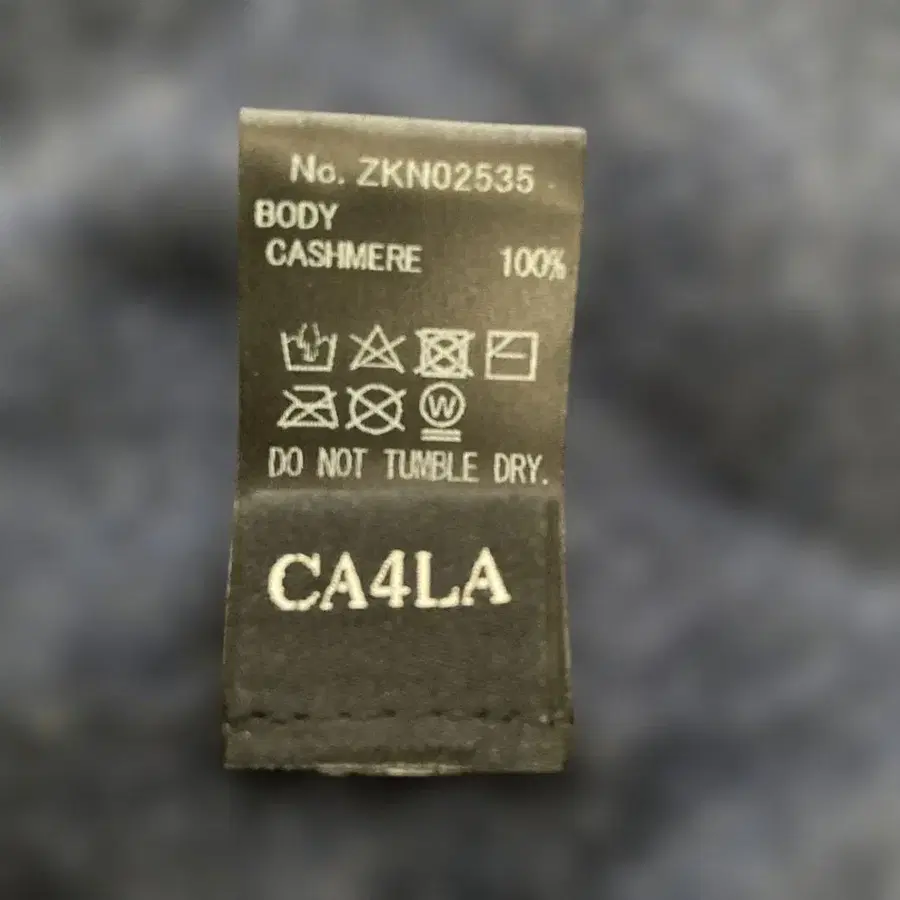 No. ZKN02535
BODY
CASHMERE 100%
W
DO NOT TUMBLE DRY.
CA4LA